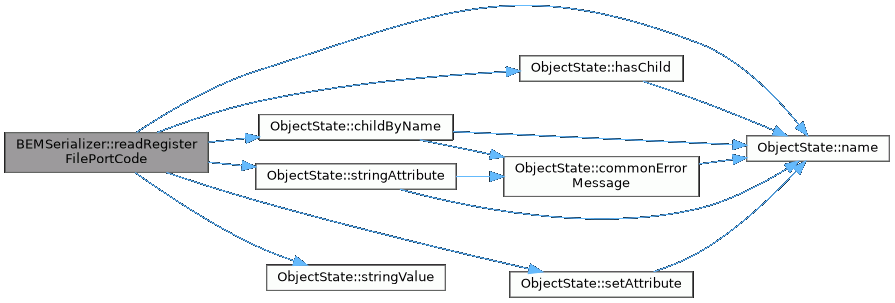 BEMSerializer::readRegister
FilePortCode
ObjectState::childByName
ObjectState::stringAttribute
ObjectState::stringValue
ObjectState::hasChild
ObjectState::commonError
Message
ObjectState::setAttribute
ObjectState::name